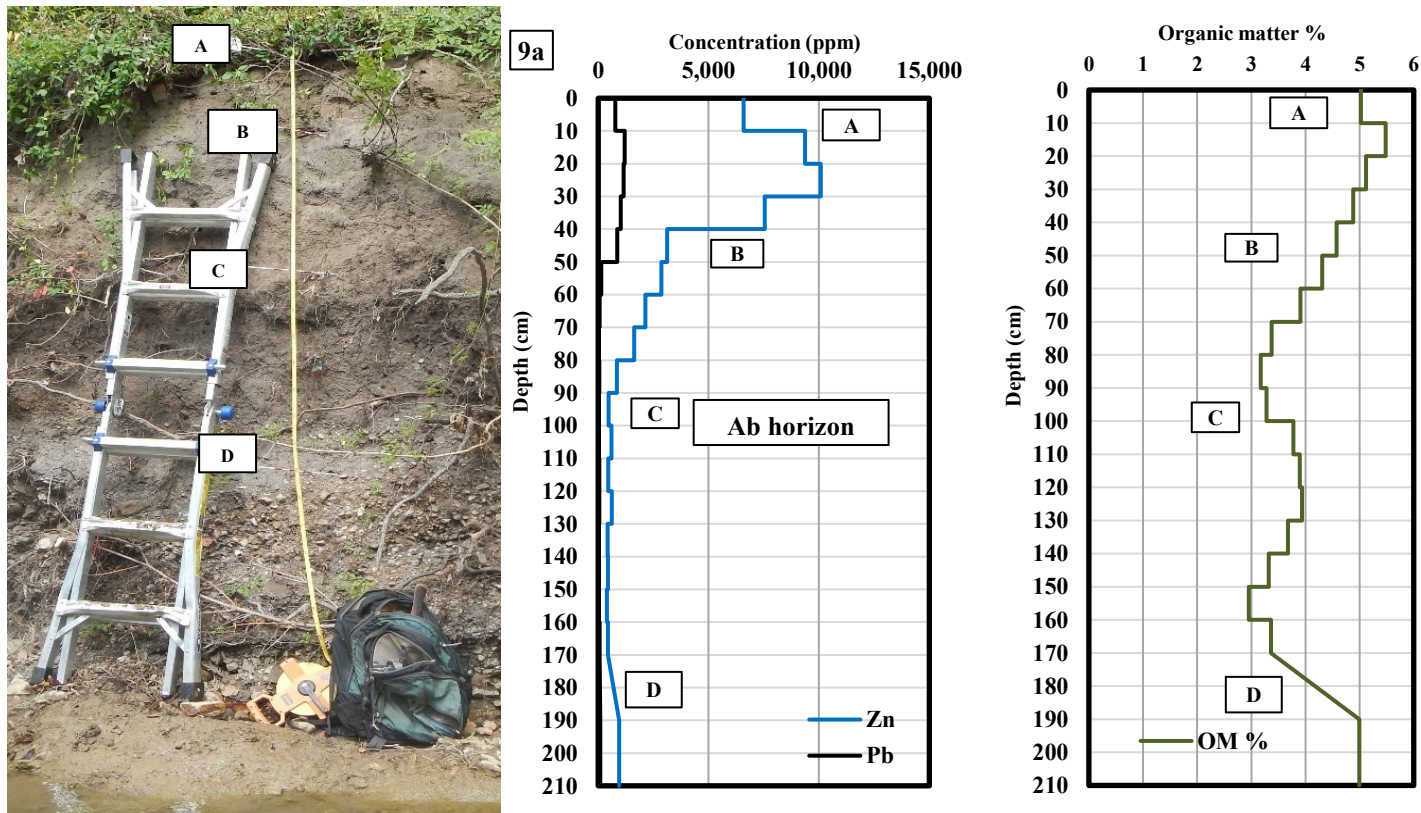 A
B
C
D
9a
Concentration (ppm)
0 5,000 10,000 15,000
Depth (cm)
0
10
20
30
40
50
60
70
80
90
100
110
120
130
140
150
160
170
180
190
200
210
A
B
C
Ab horizon
D
Zn
Pb
Organic matter %
0 1 2 3 4 5 6
Depth (cm)
0
10
20
30
40
50
60
70
80
90
100
110
120
130
140
150
160
170
180
190
200
210
A
B
C
D
OM %